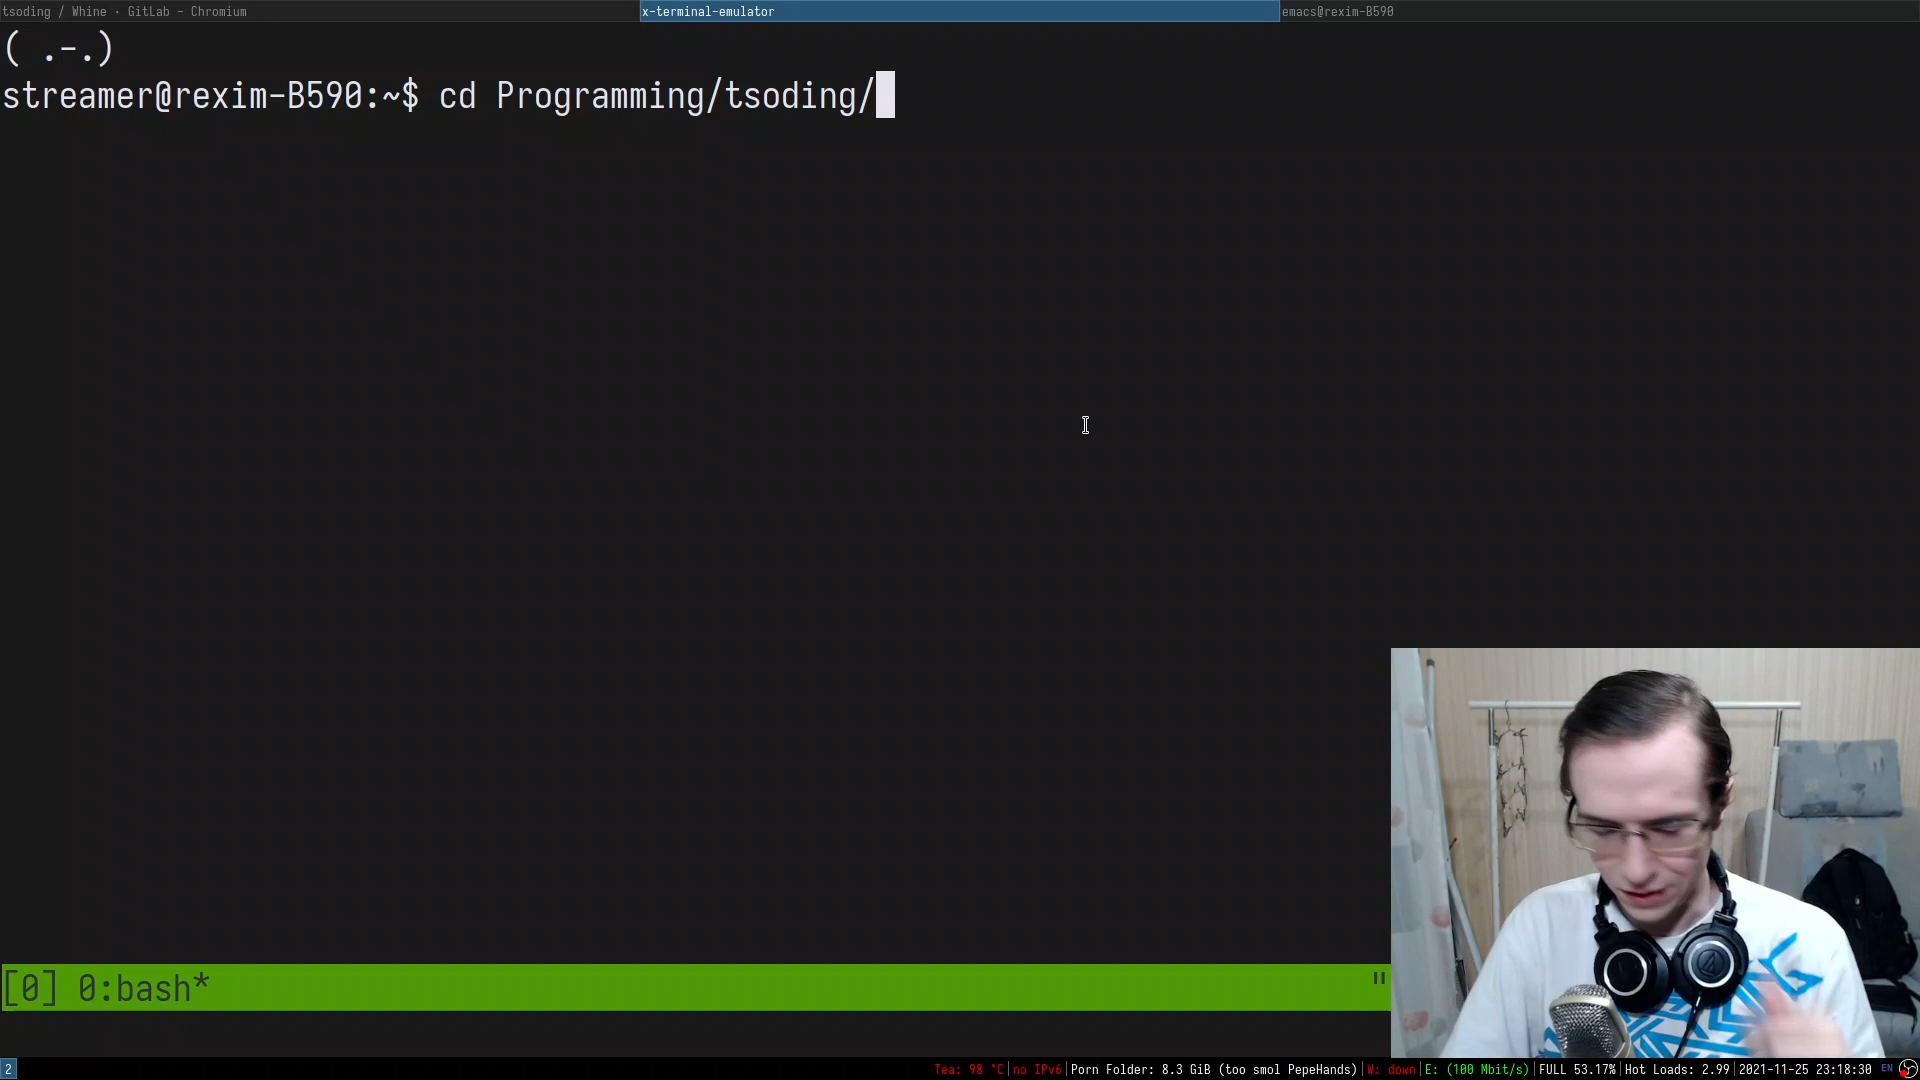 tsoding / Whine · GitLab - Chromium
x-terminal-emulator
emacs@rexim-B590
( .-.)
streamer@rexim-B590:~$ cd Programming/tsoding/
[0] 0:bash*
"
2
Tea: 98 °C|no IPv6|Porn Folder: 8.3 GiB (too smol PepeHands)|W: down|E: (100 Mbit/s)|FULL 53.17%|Hot Loads: 2.99|2021-11-25 23:18:30
EN